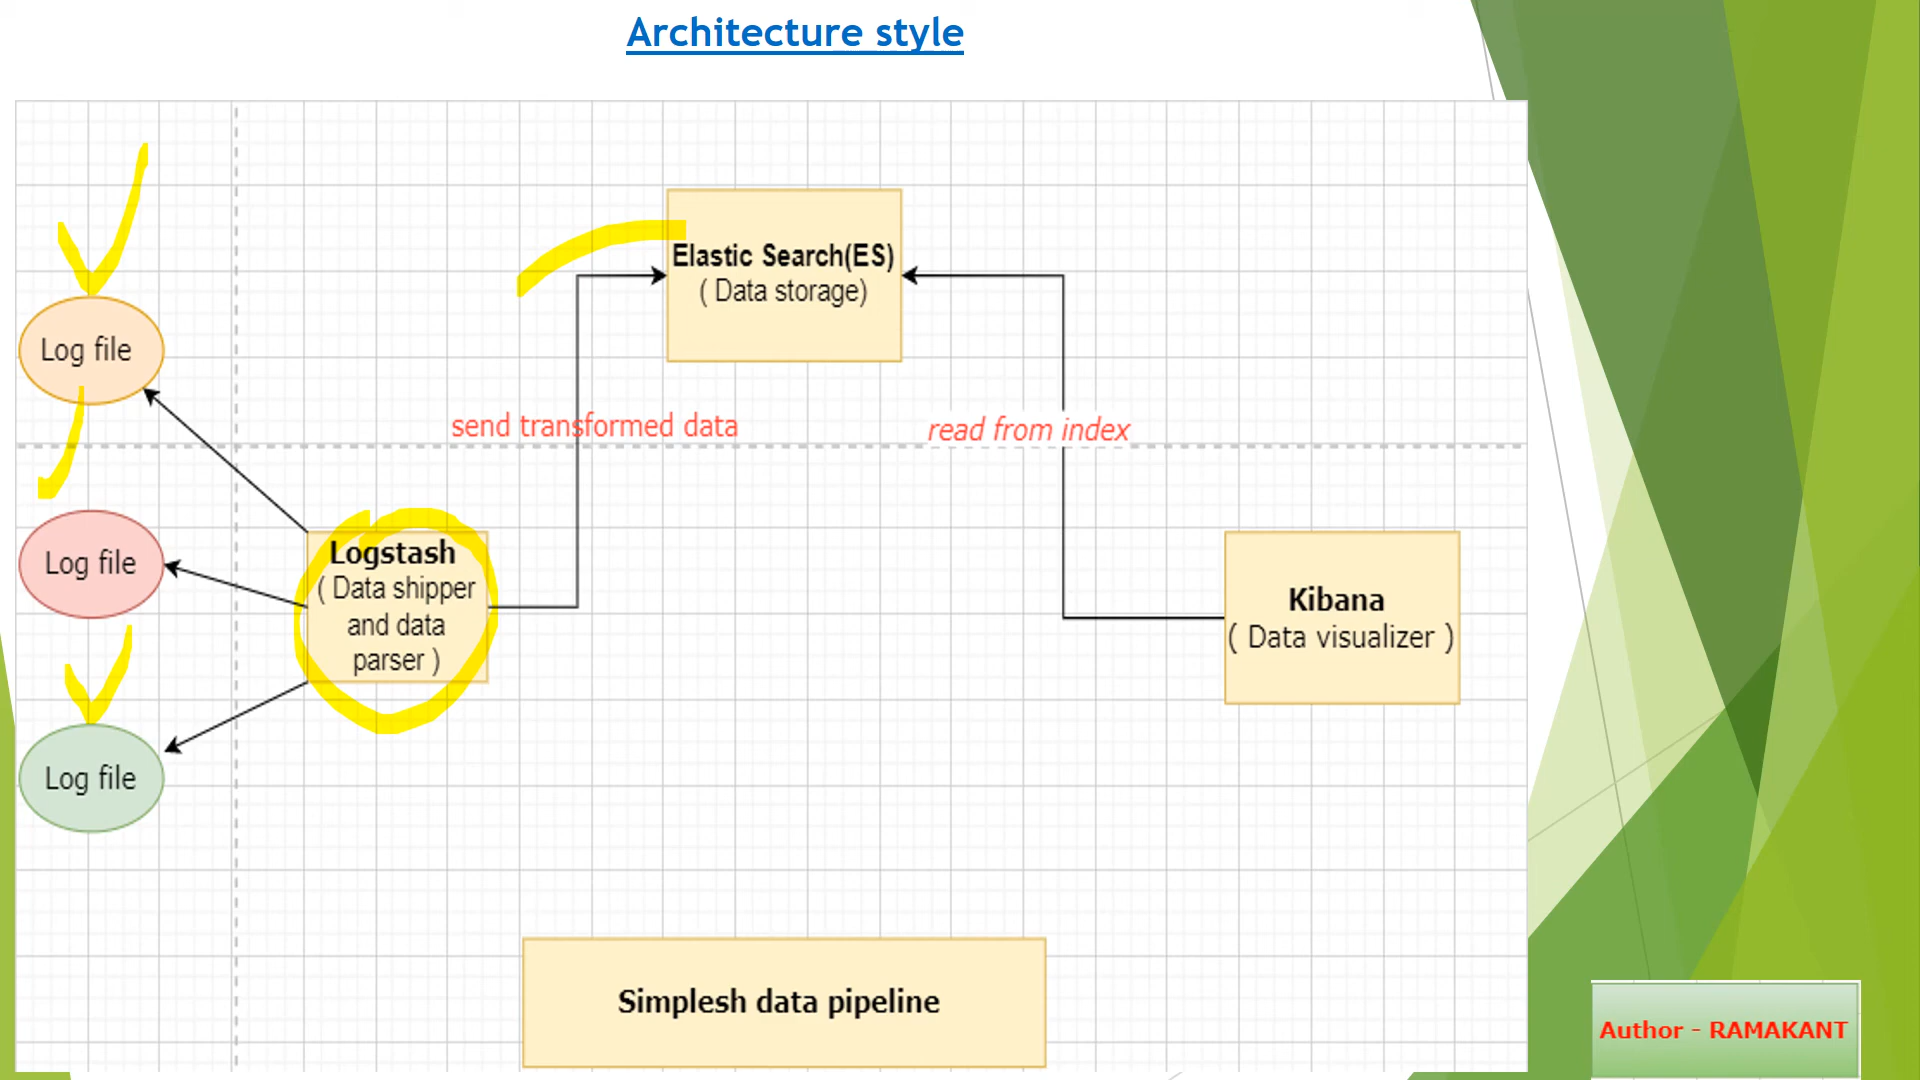 Architecture style
Elastic Search(ES)
( Data storage)
Log file
send transformed data
read from index
Log file
Logstash
( Data shipper
and data
parser )
Kibana
( Data visualizer )
Log file
Simplesh data pipeline
Author - RAMAKANT